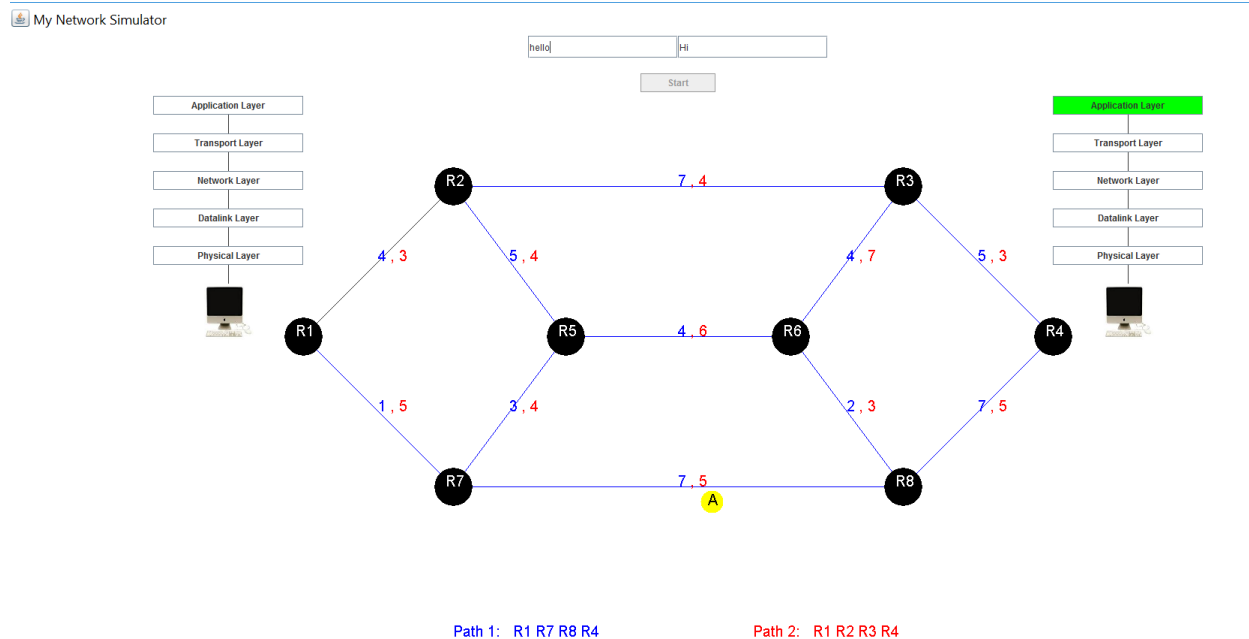 My Network Simulator
hello Hi
Start
Application Layer Application Layer
Transport Layer Transport Layer
R2 7 , 4 R3
Network Layer Network Layer
Datalink Layer Datalink Layer
Physical Layer 4 , 3 5 , 4 4 , 7 5 , 3 Physical Layer
R1 R5 4 , 6 R6 R4
1 , 5 3 , 4 2 , 3 7 , 5
R7 7 , 5 R8
A
Path 1: R1 R7 R8 R4 Path 2: R1 R2 R3 R4